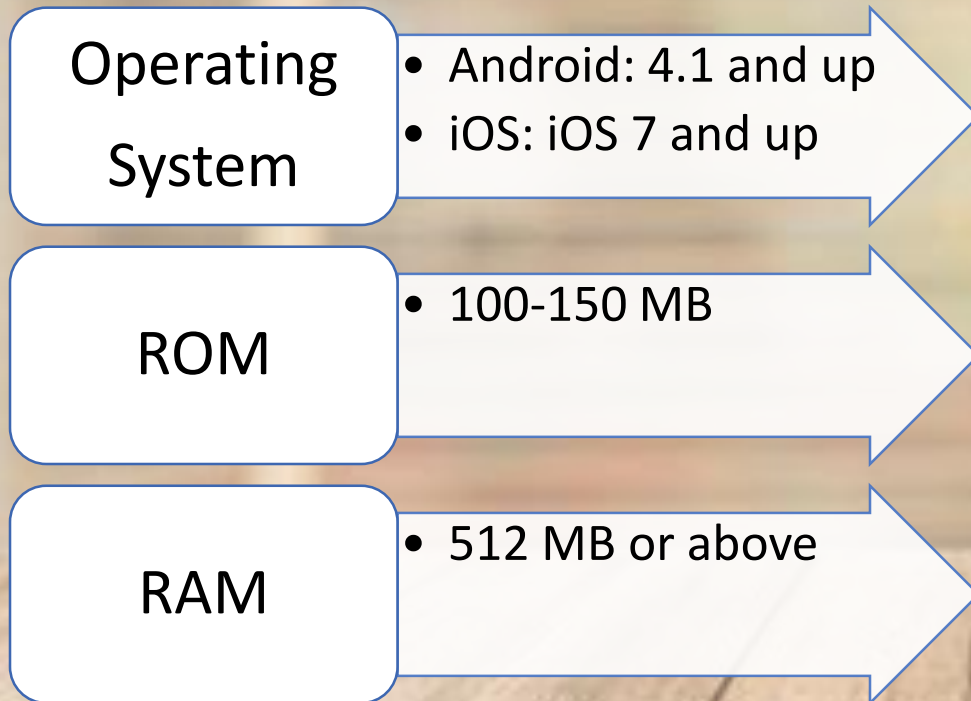 Operating
System
• Android: 4.1 and up
• iOS: iOS 7 and up
ROM
• 100-150 MB
RAM
• 512 MB or above